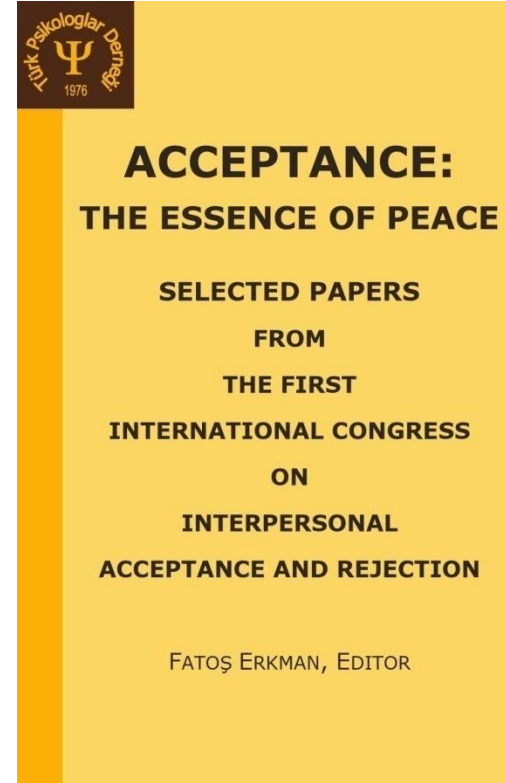 Türk Psikologlar Derneği
Ψ
1976
ACCEPTANCE:
THE ESSENCE OF PEACE
SELECTED PAPERS
FROM
THE FIRST
INTERNATIONAL CONGRESS
ON
INTERPERSONAL
ACCEPTANCE AND REJECTION
FATOŞ ERKMAN, EDITOR